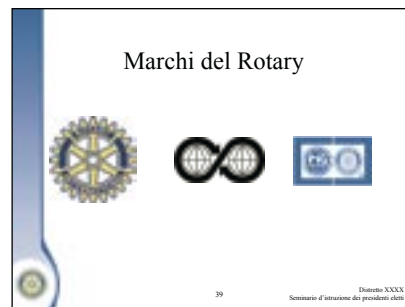 Marchi del Rotary
39
Distretto XXXX
Seminario d’istruzione dei presidenti eletti